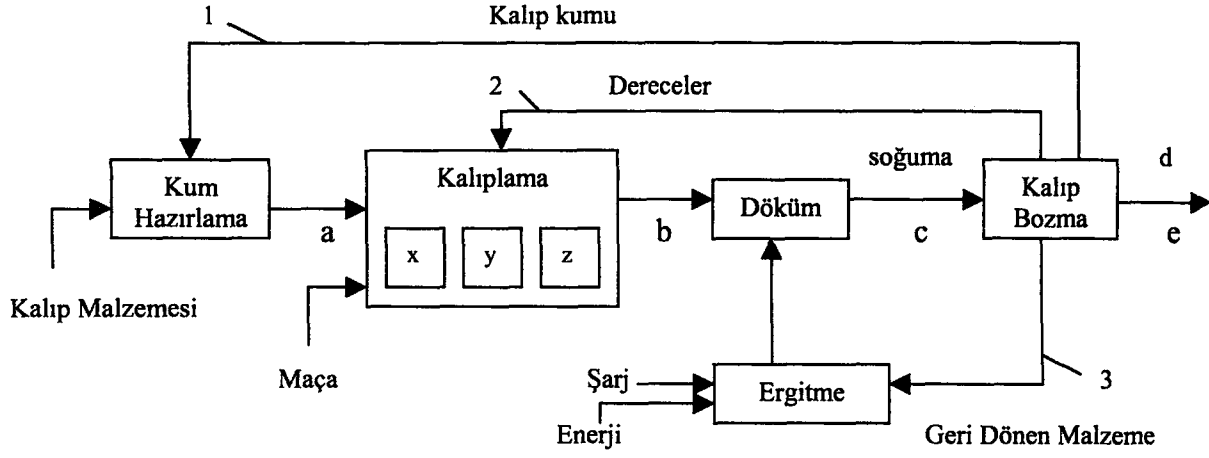 1
Kalıp kumu
2
Dereceler
Kum
Hazırlama
a
Kalıplama
x
y
z
b
Döküm
soğuma
c
Kalıp
Bozma
d
e
Kalıp Malzemesi
Maça
Şarj
Enerji
Ergitme
3
Geri Dönen Malzeme